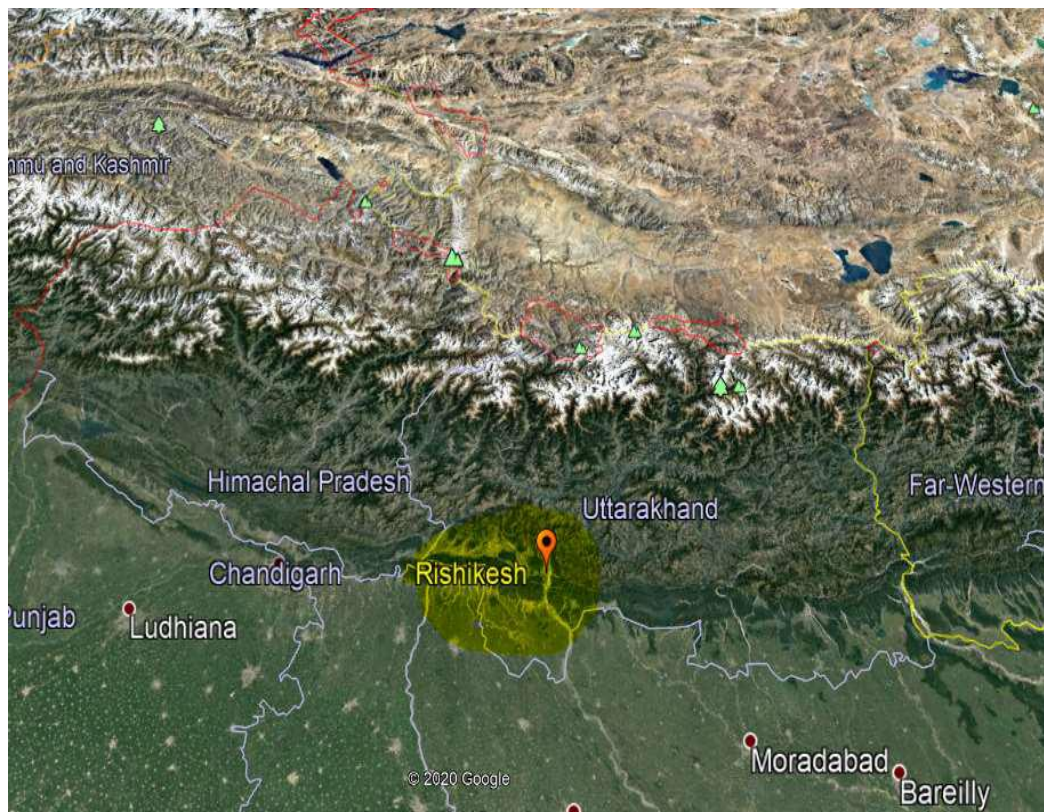 mmu and Kashmir
Himachal Pradesh
Uttarakhand
Far-Western
Chandigarh
Rishikesh
Punjab
Ludhiana
Moradabad
Bareilly
© 2020 Google